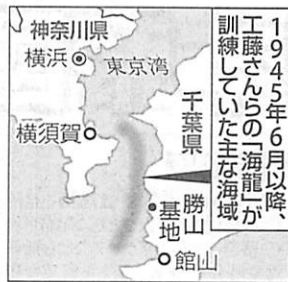 1945年6月以降、
工藤さんらの「海龍」が
訓練していた主な海域
神奈川県
横浜
東京湾
千葉県
横須賀
勝山
基地
館山